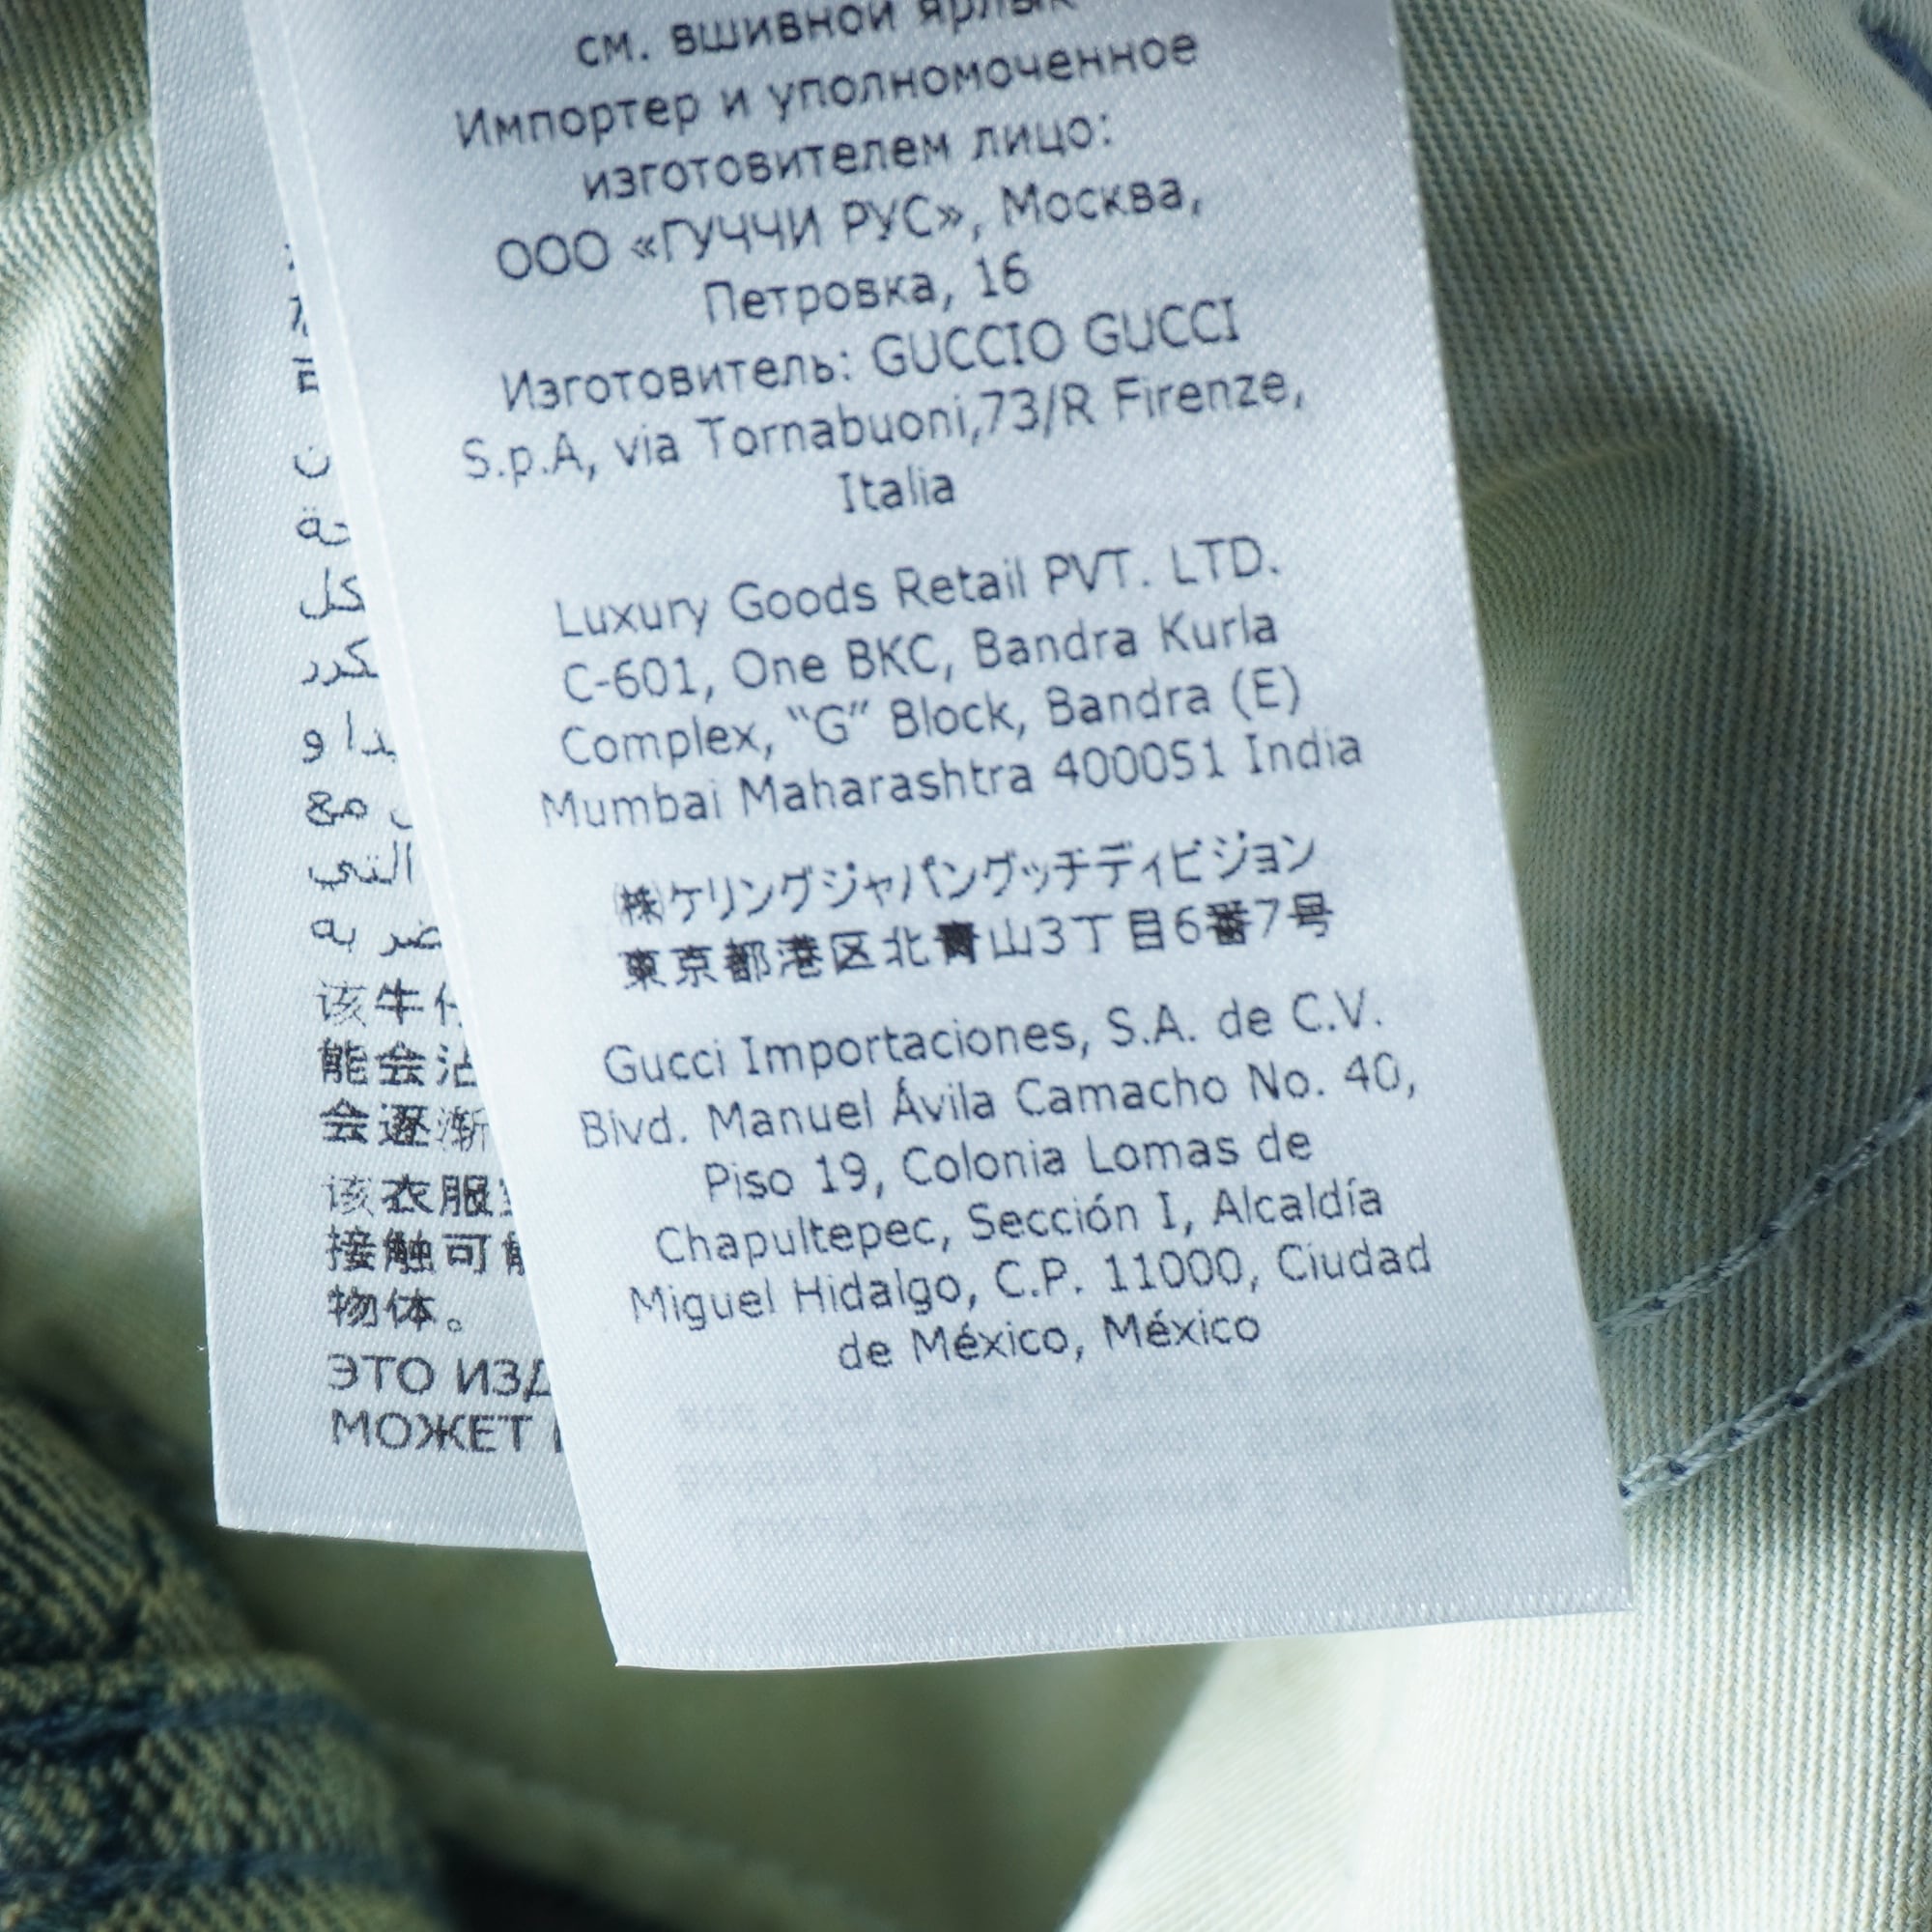 см. вшивной ярлык
Импортер и уполномоченное
изготовителем лицо:
ООО «ГУЧЧИ РУС», Москва,
Петровка, 16
Изготовитель: GUCCIO GUCCI
S.p.A, via Tornabuoni,73/R Firenze,
Italia
Luxury Goods Retail PVT. LTD.
C-601, One BKC, Bandra Kurla
Complex, “G” Block, Bandra (E)
Mumbai Maharashtra 400051 India
㈱ケリングジャパングッチディビジョン
東京都港区北青山3丁目6番7号
Gucci Importaciones, S.A. de C.V.
Blvd. Manuel Ávila Camacho No. 40,
Piso 19, Colonia Lomas de
Chapultepec, Sección I, Alcaldía
Miguel Hidalgo, C.P. 11000, Ciudad
de México, México
و
مع
التي
به
该牛
能会沾
会逐渐
该衣服
接触可
物体。
ЭТО
МОЖЕТ